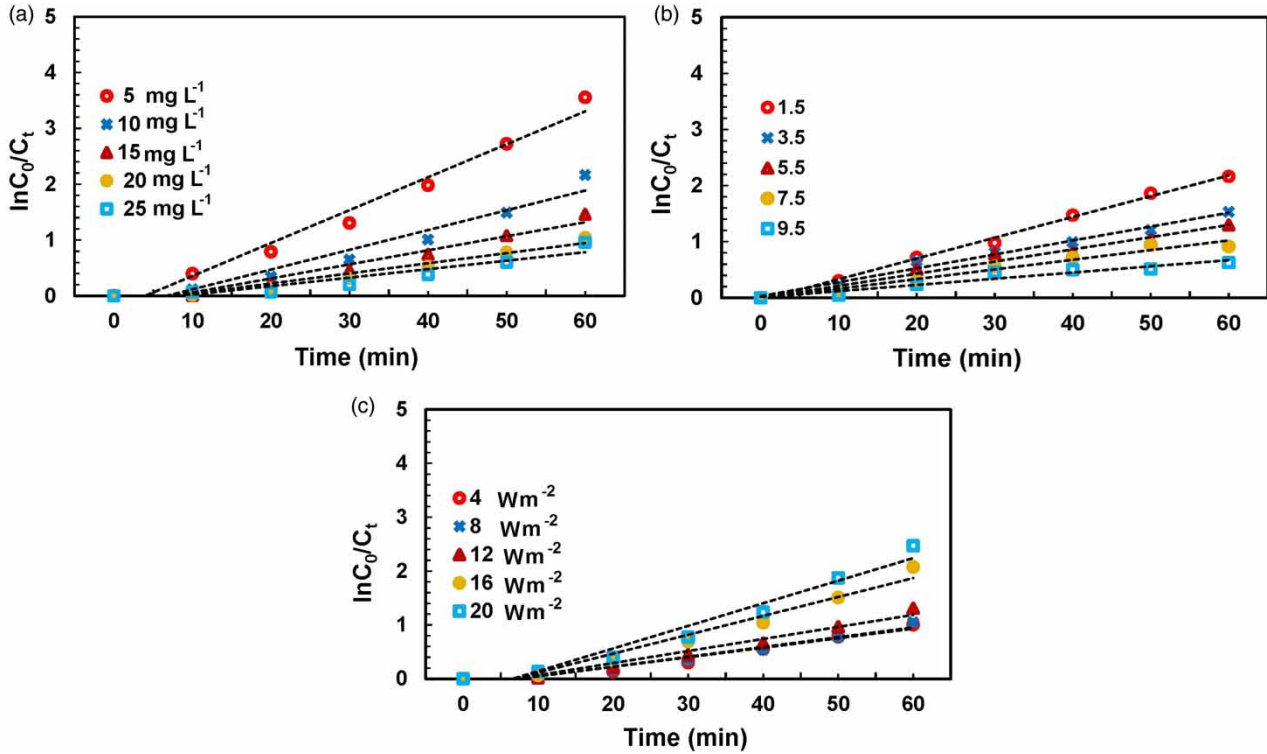 (a)
5
4
3
2
1
0
lnC₀/Cₜ
5 mg L⁻¹
10 mg L⁻¹
15 mg L⁻¹
20 mg L⁻¹
25 mg L⁻¹
0 10 20 30 40 50 60
Time (min)
(b)
5
4
3
2
1
0
lnC₀/Cₜ
1.5
3.5
5.5
7.5
9.5
0 10 20 30 40 50 60
Time (min)
(c)
5
4
3
2
1
0
lnC₀/Cₜ
4 Wm⁻²
8 Wm⁻²
12 Wm⁻²
16 Wm⁻²
20 Wm⁻²
0 10 20 30 40 50 60
Time (min)